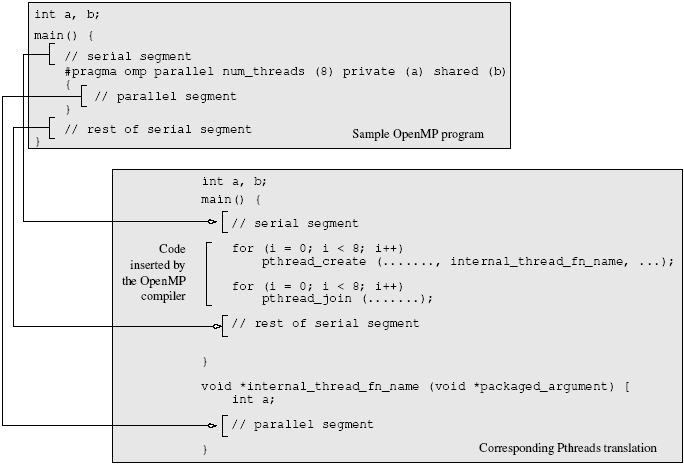 int a, b;
main() {
// serial segment
#pragma omp parallel num_threads (8) private (a) shared (b)
{
// parallel segment
}
// rest of serial segment
}
Sample OpenMP program
int a, b;
main() {
// serial segment
Code
inserted by
the OpenMP
compiler
for (i = 0; i < 8; i++)
pthread_create (......., internal_thread_fn_name, ...);
for (i = 0; i < 8; i++)
pthread_join (.......);
// rest of serial segment
}
void *internal_thread_fn_name (void *packaged_argument) [
int a;
// parallel segment
}
Corresponding Pthreads translation